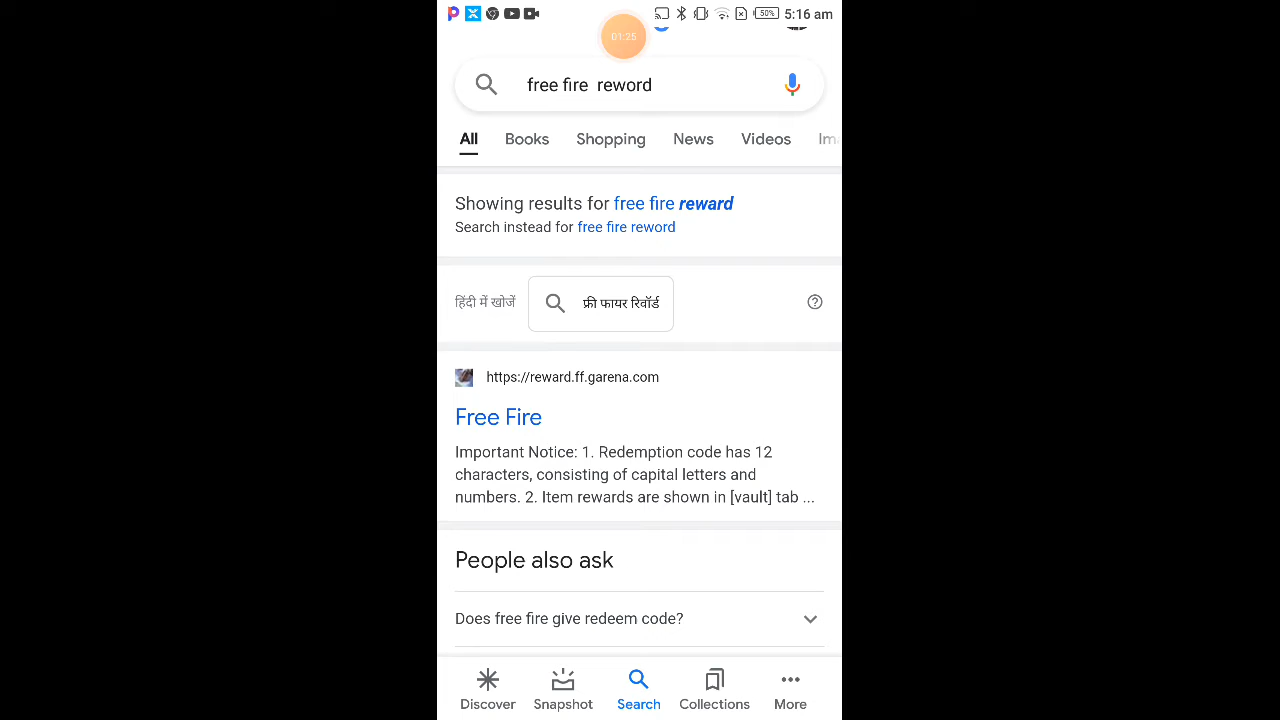 50%
5:16 am
01:25
free fire reword
All Books Shopping News Videos Im
Showing results for free fire reward
Search instead for free fire reword
हिंदी में खोजें
फ्री फायर रिवॉर्ड
https://reward.ff.garena.com
Free Fire
Important Notice: 1. Redemption code has 12
characters, consisting of capital letters and
numbers. 2. Item rewards are shown in [vault] tab ...
People also ask
Does free fire give redeem code?
Discover Snapshot Search Collections More